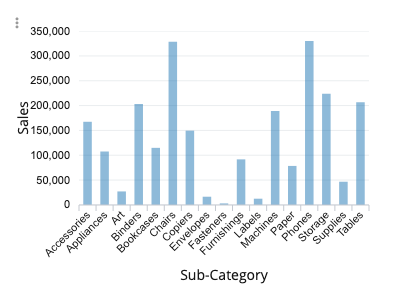 350,000
300,000
250,000
200,000
150,000
100,000
50,000
0
Sales
Accessories
Appliances
Art
Binders
Bookcases
Chairs
Copiers
Envelopes
Fasteners
Furnishings
Labels
Machines
Paper
Phones
Storage
Supplies
Tables
Sub-Category